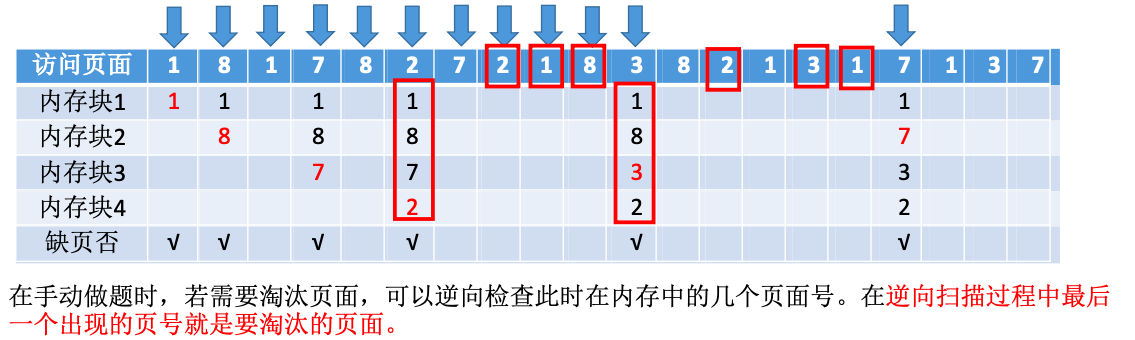 访问页面 1 8 1 7 8 2 7 2 1 8 3 8 2 1 3 1 7 1 3 7
内存块1 1 1 1 1 1 1
内存块2 8 8 8 8 7
内存块3 7 7 3 3
内存块4 2 2 2
缺页否 √ √ √ √ √ √
在手动做题时，若需要淘汰页面，可以逆向检查此时在内存中的几个页面号。在逆向扫描过程中最后
一个出现的页号就是要淘汰的页面。